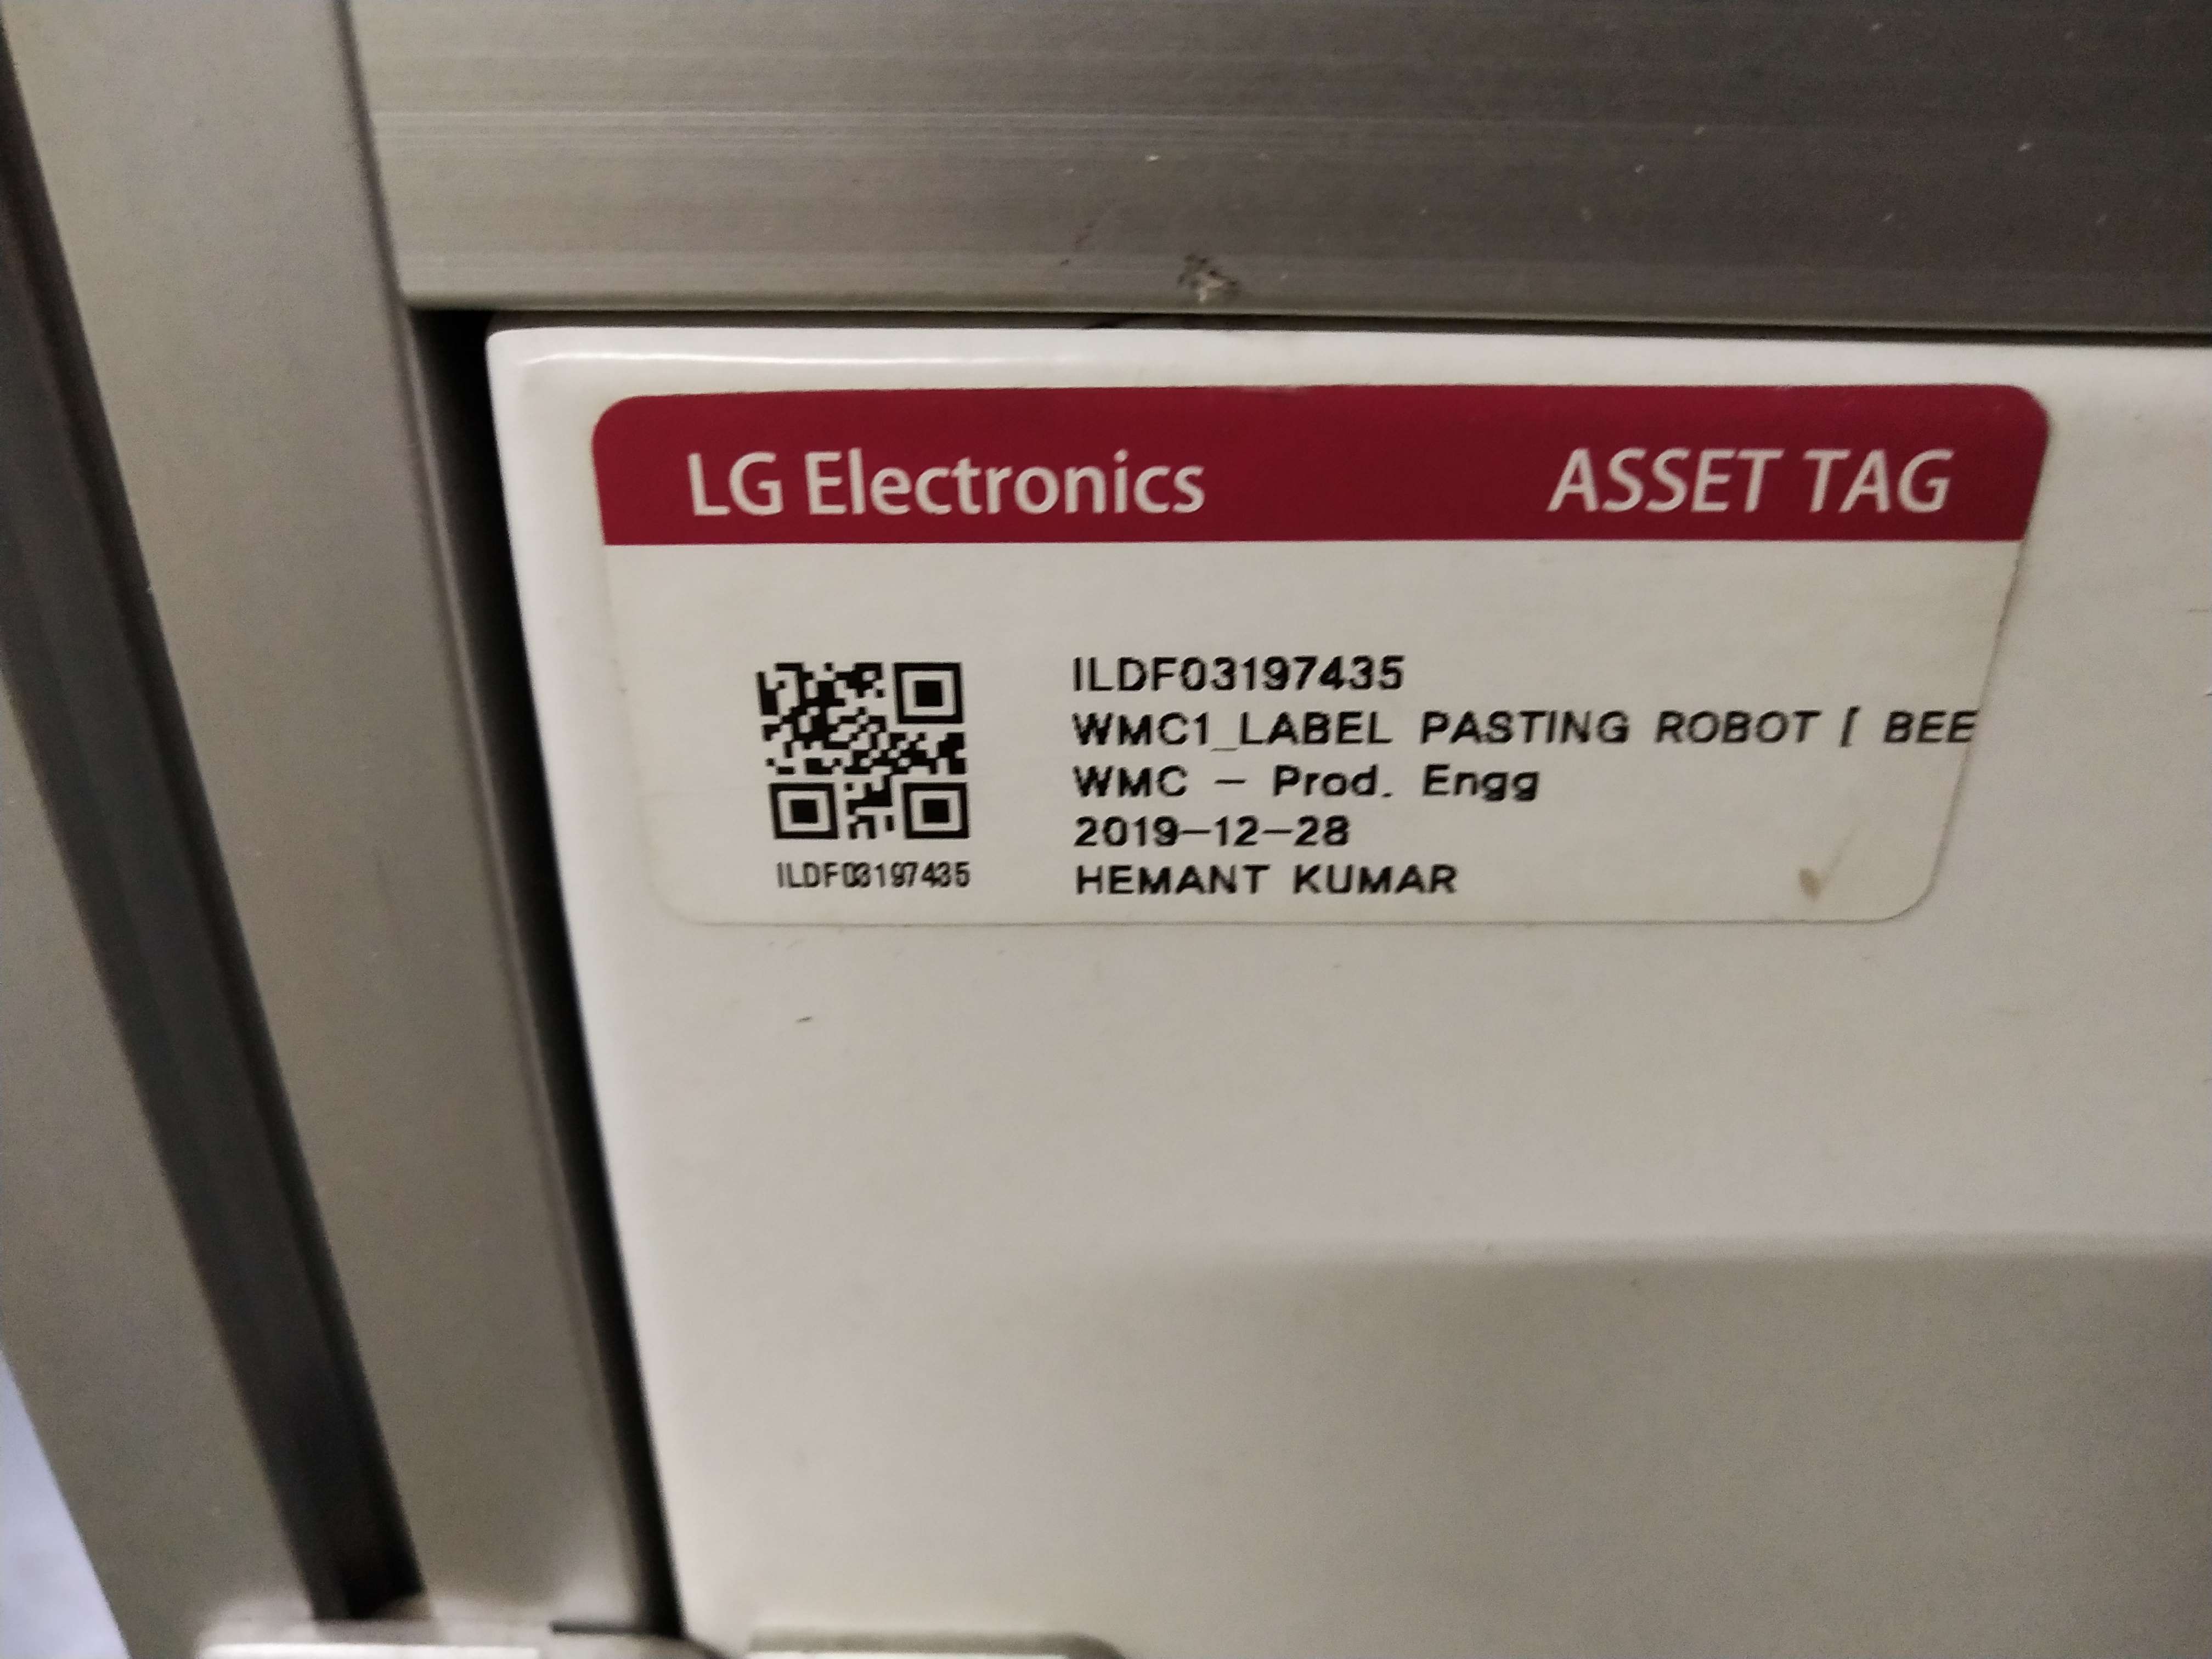 LG Electronics ASSET TAG
ILDF03197435
WMC1_LABEL PASTING ROBOT [ BEE
WMC - Prod. Engg
2019-12-28
HEMANT KUMAR
ILDF03197435